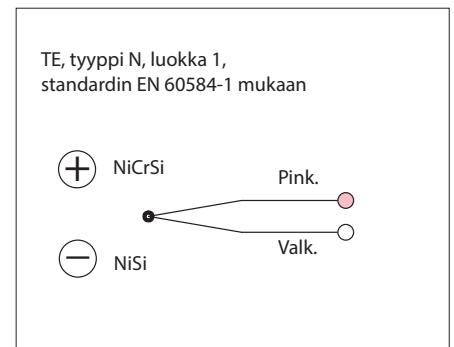 TE, tyyppi N, luokka 1,
standardin EN 60584-1 mukaan
+ NiCrSi
Pink.
Valk.
− NiSi